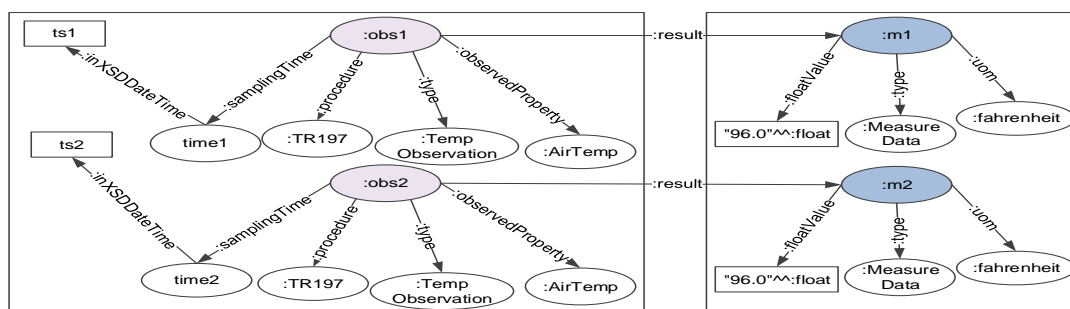 ts1
:inXSDDateTime
:samplingTime
:obs1
:procedure
:type
:observedProperty
time1
:TR197
:Temp
Observation
:AirTemp
:result
:m1
:floatValue
:type
:uom
"96.0"^^:float
:Measure
Data
:fahrenheit
ts2
:inXSDDateTime
:samplingTime
:obs2
:procedure
:type
:observedProperty
time2
:TR197
:Temp
Observation
:AirTemp
:result
:m2
:floatValue
:type
:uom
"96.0"^^:float
:Measure
Data
:fahrenheit